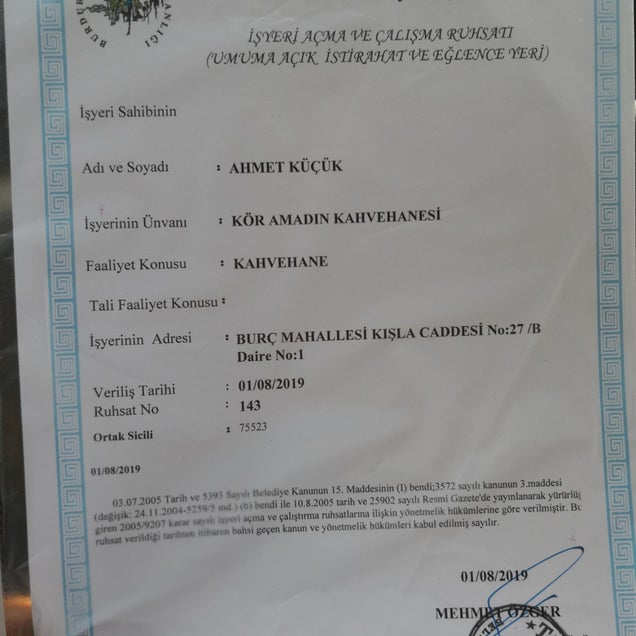 BURDUR
ANLIĞI
İŞYERİ AÇMA VE ÇALIŞMA RUHSATI
(UMUMA AÇIK İSTİRAHAT VE EĞLENCE YERİ)
İşyeri Sahibinin
Adı ve Soyadı : AHMET KÜÇÜK
İşyerinin Ünvanı : KÖR AMADIN KAHVEHANESİ
Faaliyet Konusu : KAHVEHANE
Tali Faaliyet Konusu :
İşyerinin Adresi : BURÇ MAHALLESİ KIŞLA CADDESİ No:27 /B
Daire No:1
Veriliş Tarihi : 01/08/2019
Ruhsat No : 143
Ortak Sicili : 75523
01/08/2019
03.07.2005 Tarih ve 5393 Sayılı Belediye Kanunun 15. Maddesinin (I) bendi;3572 sayılı kanunun 3.maddesi
(değişik: 24.11.2004-5259/5 md.) (b) bendi ile 10.8.2005 tarih ve 25902 sayılı Resmi Gazete'de yayınlanarak yürürlüğ
giren 2005/9207 karar sayılı işyeri açma ve çalıştırma ruhsatlarına ilişkin yönetmelik hükümlerine göre verilmiştir. Bu
ruhsat verildiği tarihten itibaren bahsi geçen kanun ve yönetmelik hükümleri kabul edilmiş sayılır.
01/08/2019
MEHMET ÖZGER